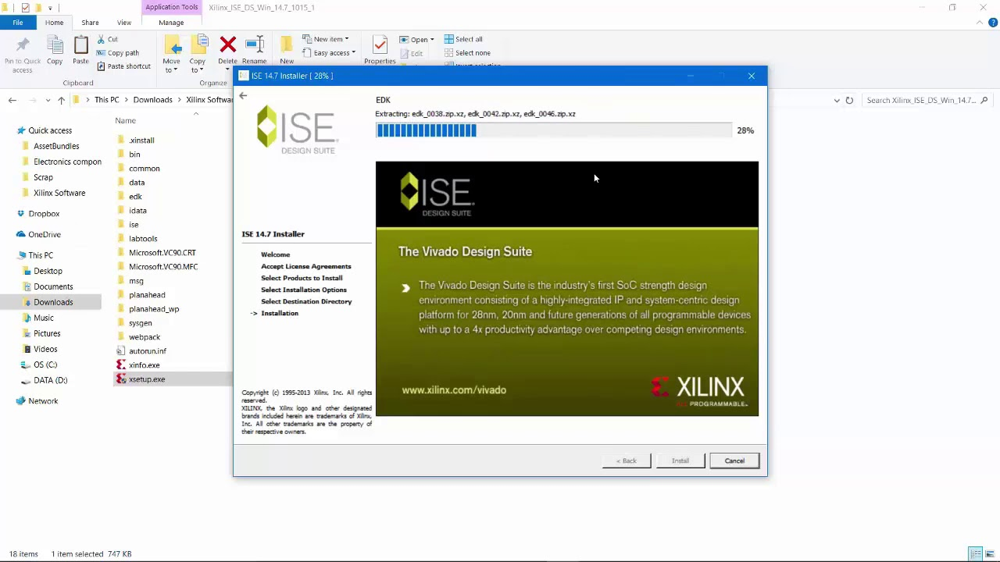 Application Tools
Xilinx_ISE_DS_Win_14.7_1015_1
File
Home
Share
View
Manage
Pin to Quick access.
Copy
Paste
Cut
Copy path
Paste shortcut
Clipboard
Move to
Delete
Rename
New
New item
Easy access
Organize
Properties
Open
Edit
Select all
Select none
This PC
Downloads
Xilinx Softwar
Search Xilinx_ISE_DS_Win_14.7...
Quick access
AssetBundles
Electronics compon
Scrap
Xilinx Software
Dropbox
OneDrive
This PC
Desktop
Documents
Downloads
Music
Pictures
Videos
OS (C:)
DATA (D:)
Network
Name
.xinstall
bin
common
data
edk
idata
ise
labtools
Microsoft.VC90.CRT
Microsoft.VC90.MFC
msg
planahead
planahead_wp
sysgen
webpack
autorun.inf
xinfo.exe
xsetup.exe
ISE 14.7 Installer [ 28% ]
ISE
DESIGN SUITE
ISE 14.7 Installer
Welcome
Accept License Agreements
Select Products to Install
Select Installation Options
Select Destination Directory
-> Installation
Copyright (c) 1995-2013 Xilinx, Inc. All rights
reserved.
XILINX, the Xilinx logo and other designated
brands included herein are trademarks of Xilinx,
Inc. All other trademarks are the property of
their respective owners.
EDK
Extracting: edk_0038.zip.xz, edk_0042.zip.xz, edk_0046.zip.xz
28%
ISE
DESIGN SUITE
The Vivado Design Suite
The Vivado Design Suite is the industry's first SoC strength design
environment consisting of a highly-integrated IP and system-centric design
platform for 28nm, 20nm and future generations of all programmable devices
with up to a 4x productivity advantage over competing design environments.
www.xilinx.com/vivado
XILINX
ALL PROGRAMMABLE
< Back
Install
Cancel
18 items
1 item selected 747 KB